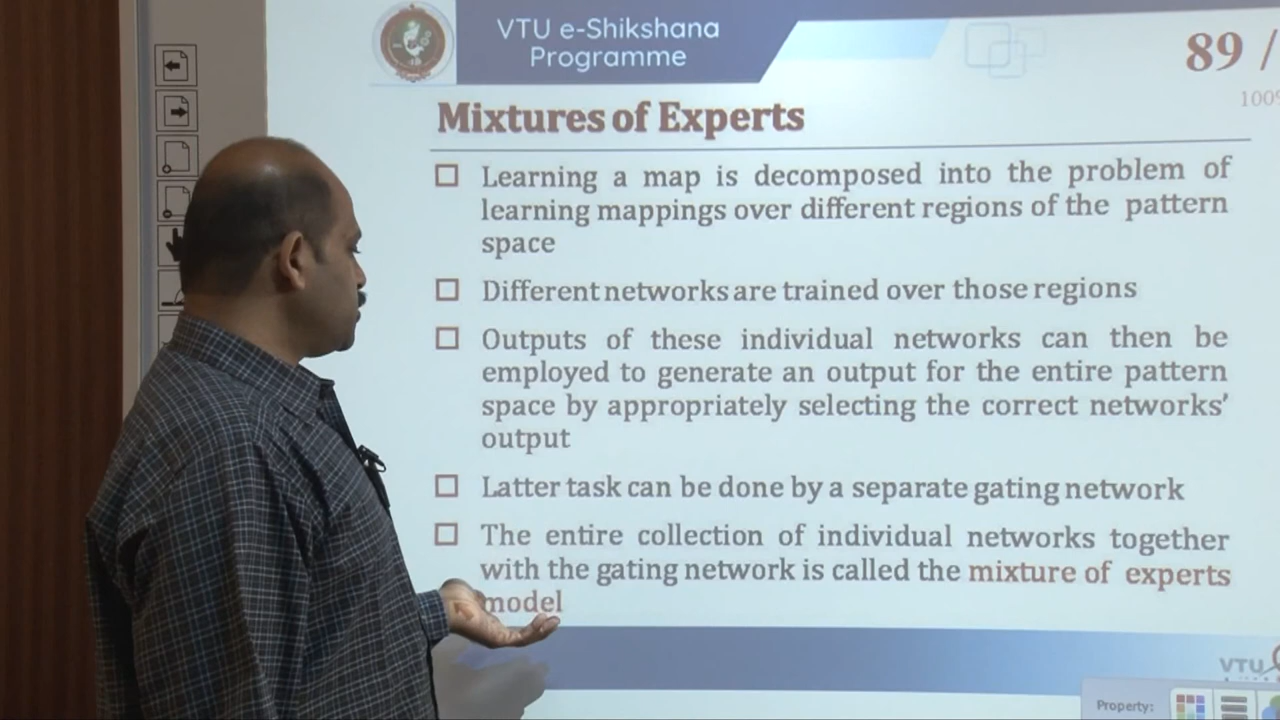 VTU e-Shikshana
Programme
89 /
100%
Mixtures of Experts
Learning a map is decomposed into the problem of
learning mappings over different regions of the pattern
space
Different networks are trained over those regions
Outputs of these individual networks can then be
employed to generate an output for the entire pattern
space by appropriately selecting the correct networks’
output
Latter task can be done by a separate gating network
The entire collection of individual networks together
with the gating network is called the mixture of experts
model
VTU
Property: